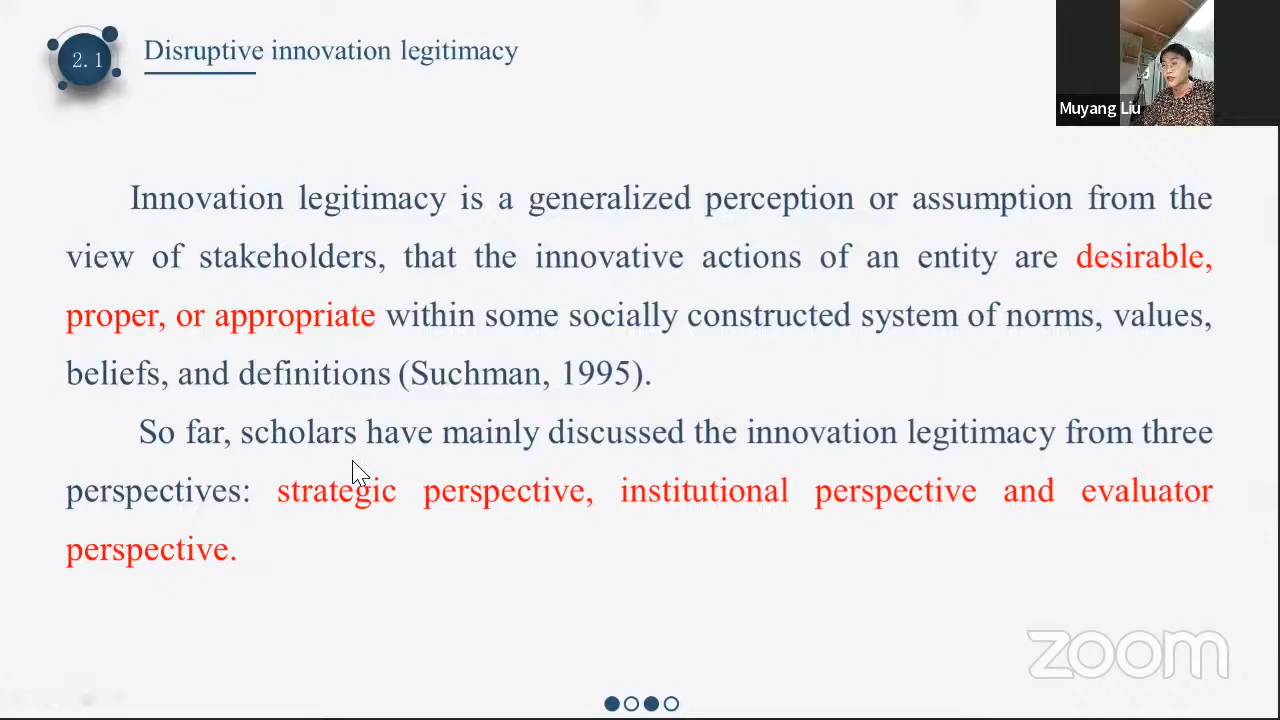 2.1
Disruptive innovation legitimacy
Muyang Liu
Innovation legitimacy is a generalized perception or assumption from the
view of stakeholders, that the innovative actions of an entity are desirable,
proper, or appropriate within some socially constructed system of norms, values,
beliefs, and definitions (Suchman, 1995).
So far, scholars have mainly discussed the innovation legitimacy from three
perspectives: strategic perspective, institutional perspective and evaluator
perspective.
zoom